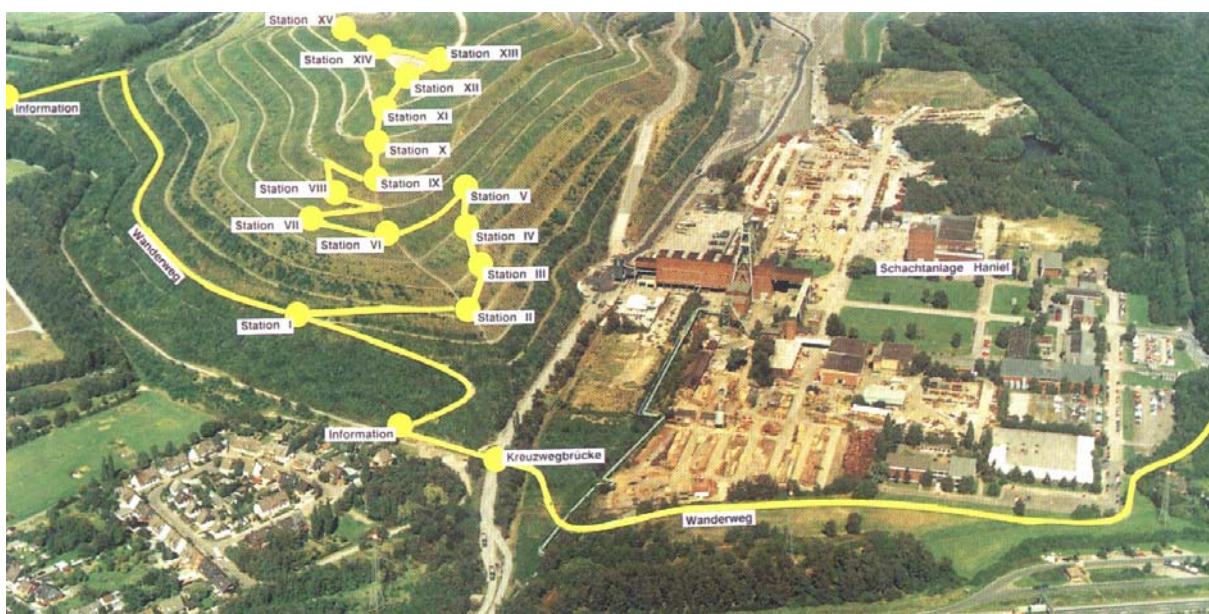 Station XV
Station XIV
Station XIII
Station XII
Information
Station XI
Station X
Station IX
Station VIII
Station V
Station VII
Station VI
Station IV
Wanderweg
Station III
Schachtanlage Haniel
Station I
Station II
Information
Kreuzwegbrücke
Wanderweg